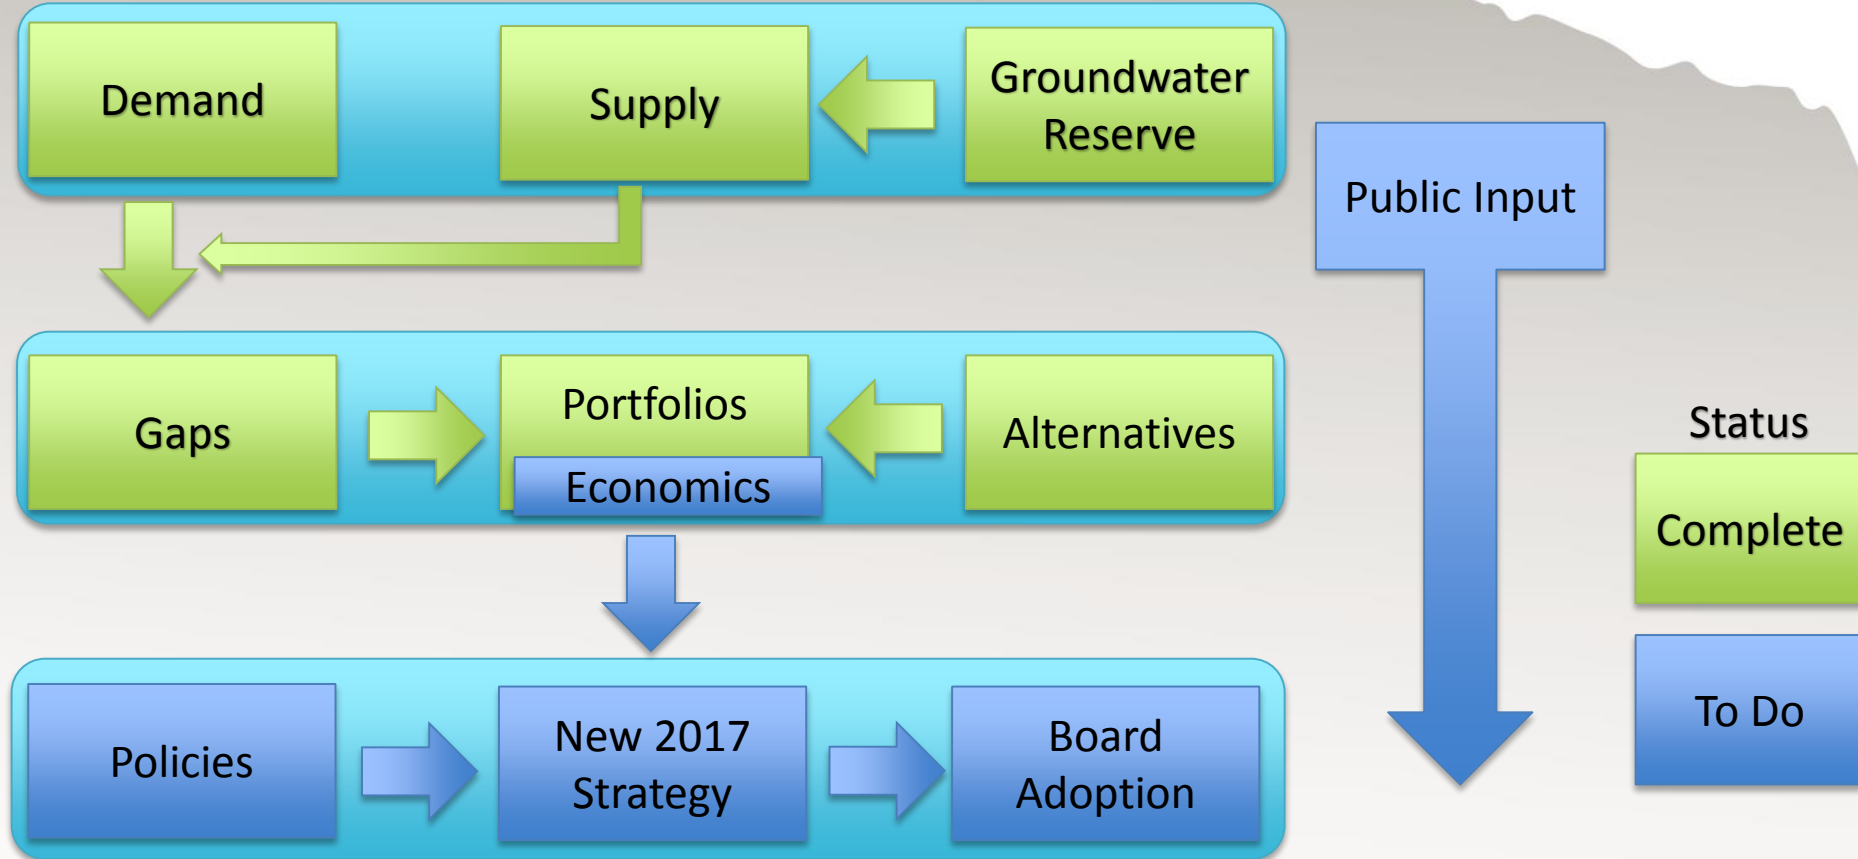 Demand
Supply
Groundwater
Reserve
Public Input
Gaps
Portfolios
Economics
Alternatives
Status
Complete
To Do
Policies
New 2017
Strategy
Board
Adoption